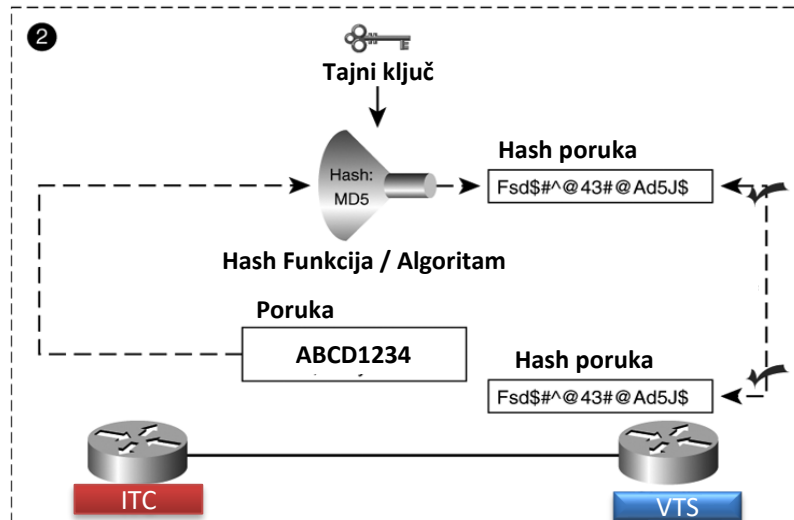 2
Tajni ključ
Hash:
MD5
Hash poruka
Fsd$#^@43#@Ad5J$
Hash Funkcija / Algoritam
Poruka
ABCD1234
Hash poruka
Fsd$#^@43#@Ad5J$
ITC
VTS